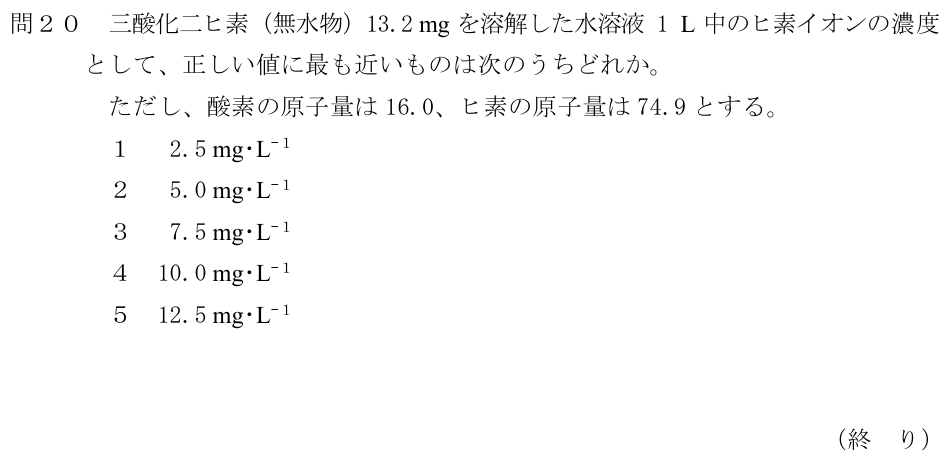 問２０　三酸化二ヒ素（無水物）13.2 mg を溶解した水溶液 1 L 中のヒ素イオンの濃度
として、正しい値に最も近いものは次のうちどれか。
ただし、酸素の原子量は 16.0、ヒ素の原子量は 74.9 とする。
１　2.5 mg･L⁻¹
２　5.0 mg･L⁻¹
３　7.5 mg･L⁻¹
４　10.0 mg･L⁻¹
５　12.5 mg･L⁻¹
（終　り）